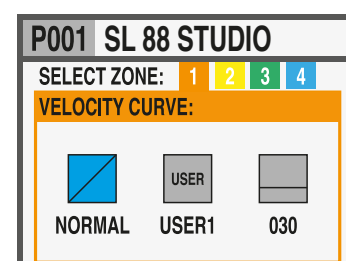 P001 SL 88 STUDIO
SELECT ZONE: 1 2 3 4
VELOCITY CURVE:
USER
NORMAL USER1 030